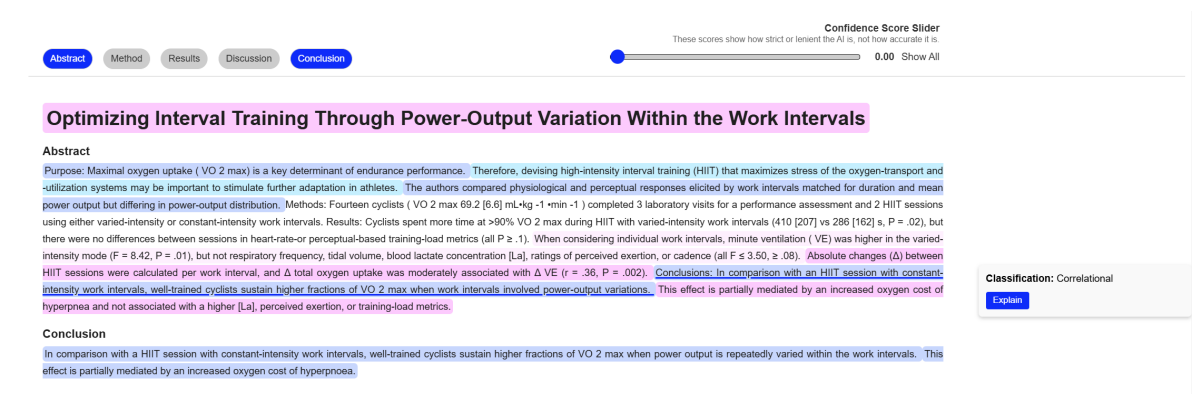 Confidence Score Slider
These scores show how strict or lenient the AI is, not how accurate it is.
Abstract Method Results Discussion Conclusion 0.00 Show All
Optimizing Interval Training Through Power-Output Variation Within the Work Intervals
Abstract
Purpose: Maximal oxygen uptake ( VO 2 max) is a key determinant of endurance performance. Therefore, devising high-intensity interval training (HIIT) that maximizes stress of the oxygen-transport and
-utilization systems may be important to stimulate further adaptation in athletes. The authors compared physiological and perceptual responses elicited by work intervals matched for duration and mean
power output but differing in power-output distribution. Methods: Fourteen cyclists ( VO 2 max 69.2 [6.6] mL•kg -1 •min -1 ) completed 3 laboratory visits for a performance assessment and 2 HIIT sessions
using either varied-intensity or constant-intensity work intervals. Results: Cyclists spent more time at >90% VO 2 max during HIIT with varied-intensity work intervals (410 [207] vs 286 [162] s, P = .02), but
there were no differences between sessions in heart-rate-or perceptual-based training-load metrics (all P ≥ .1). When considering individual work intervals, minute ventilation ( VE) was higher in the varied-
intensity mode (F = 8.42, P = .01), but not respiratory frequency, tidal volume, blood lactate concentration [La], ratings of perceived exertion, or cadence (all F ≤ 3.50, ≥ .08). Absolute changes (Δ) between
HIIT sessions were calculated per work interval, and Δ total oxygen uptake was moderately associated with Δ VE (r = .36, P = .002). Conclusions: In comparison with an HIIT session with constant-
intensity work intervals, well-trained cyclists sustain higher fractions of VO 2 max when work intervals involved power-output variations. This effect is partially mediated by an increased oxygen cost of
hyperpnea and not associated with a higher [La], perceived exertion, or training-load metrics.
Classification: Correlational
Explain
Conclusion
In comparison with a HIIT session with constant-intensity work intervals, well-trained cyclists sustain higher fractions of VO 2 max when power output is repeatedly varied within the work intervals. This
effect is partially mediated by an increased oxygen cost of hyperpnoea.